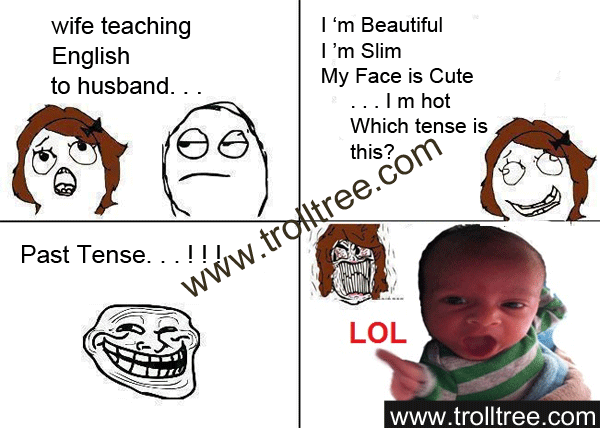 wife teaching
English
to husband. . .
I ‘m Beautiful
I ’m Slim
My Face is Cute
. . . I m hot
Which tense is
this?
Past Tense. . . ! ! !
www.trolltree.com
LOL
www.trolltree.com